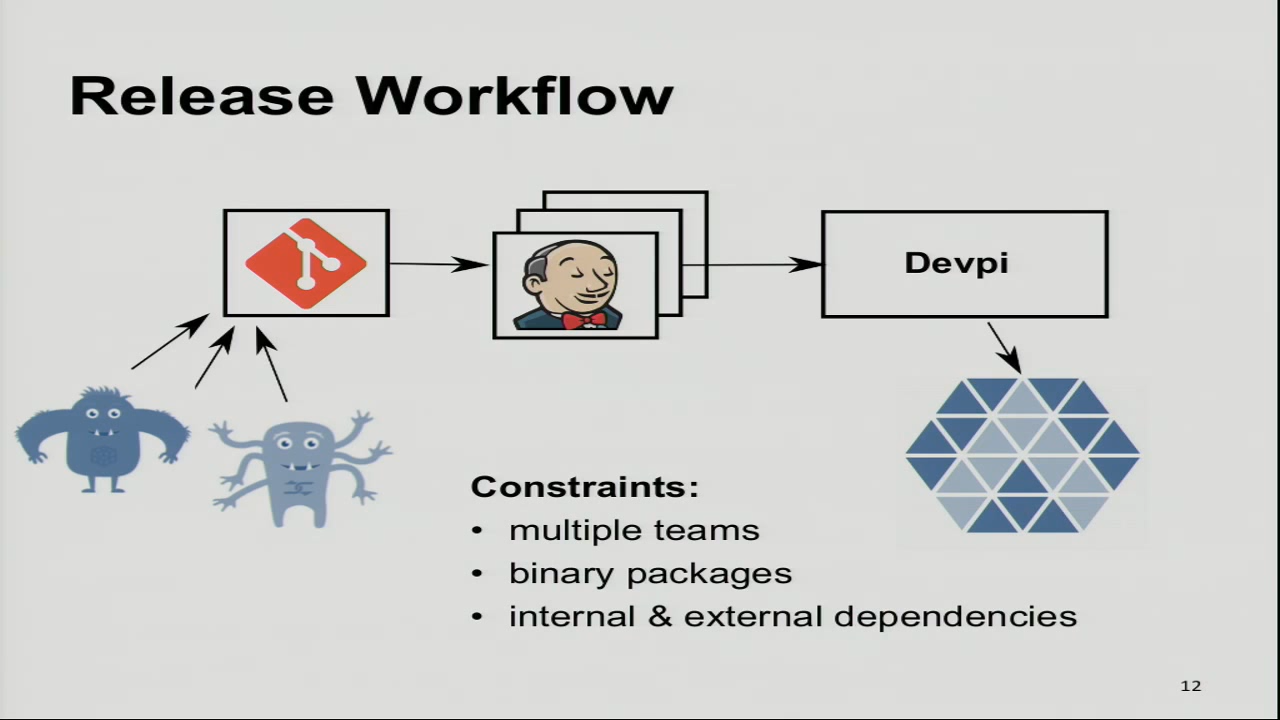 Release Workflow
Devpi
Constraints:
• multiple teams
• binary packages
• internal & external dependencies
12